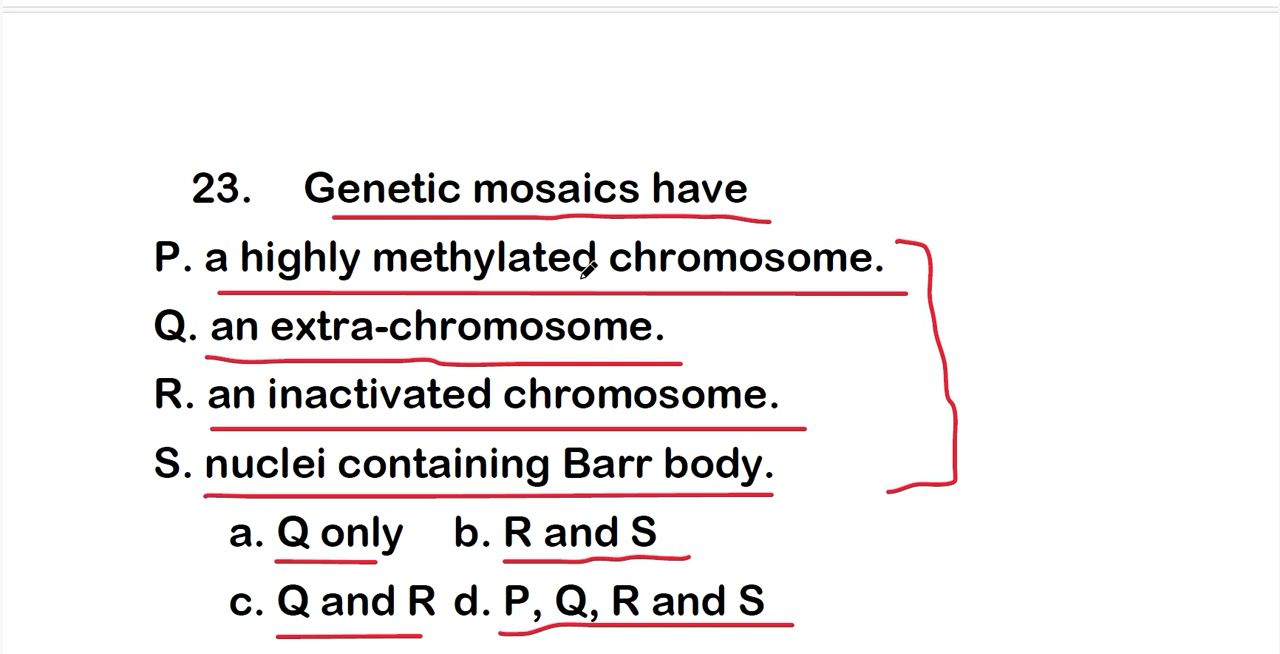 23. Genetic mosaics have
P. a highly methylated chromosome.
Q. an extra-chromosome.
R. an inactivated chromosome.
S. nuclei containing Barr body.
a. Q only b. R and S
c. Q and R d. P, Q, R and S